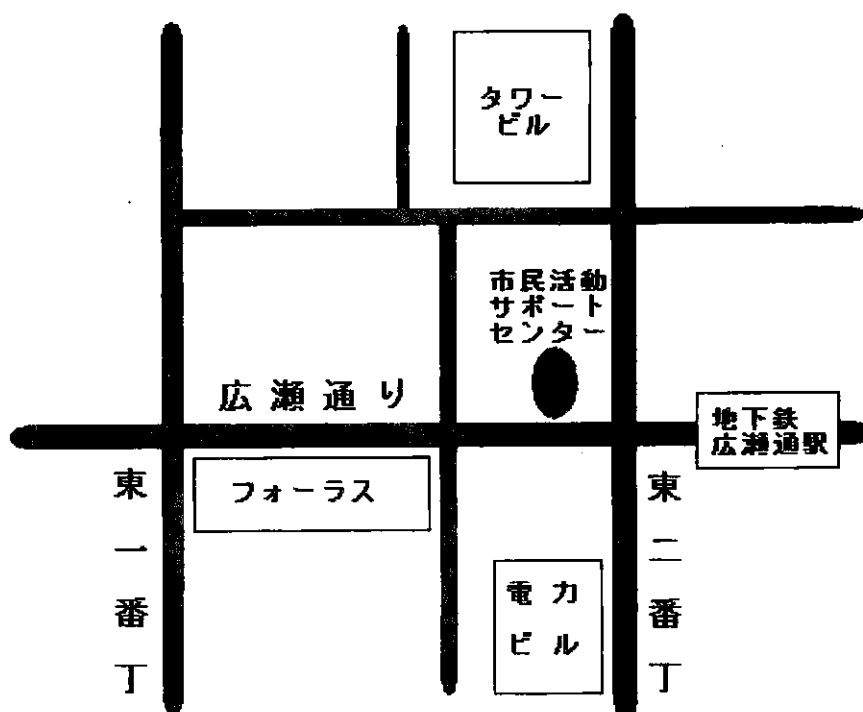 タワー
ビル
市民活動
サポート
センター
広瀬通り
地下鉄
広瀬通駅
フォーラス
東一番丁
東二番丁
電力
ビル